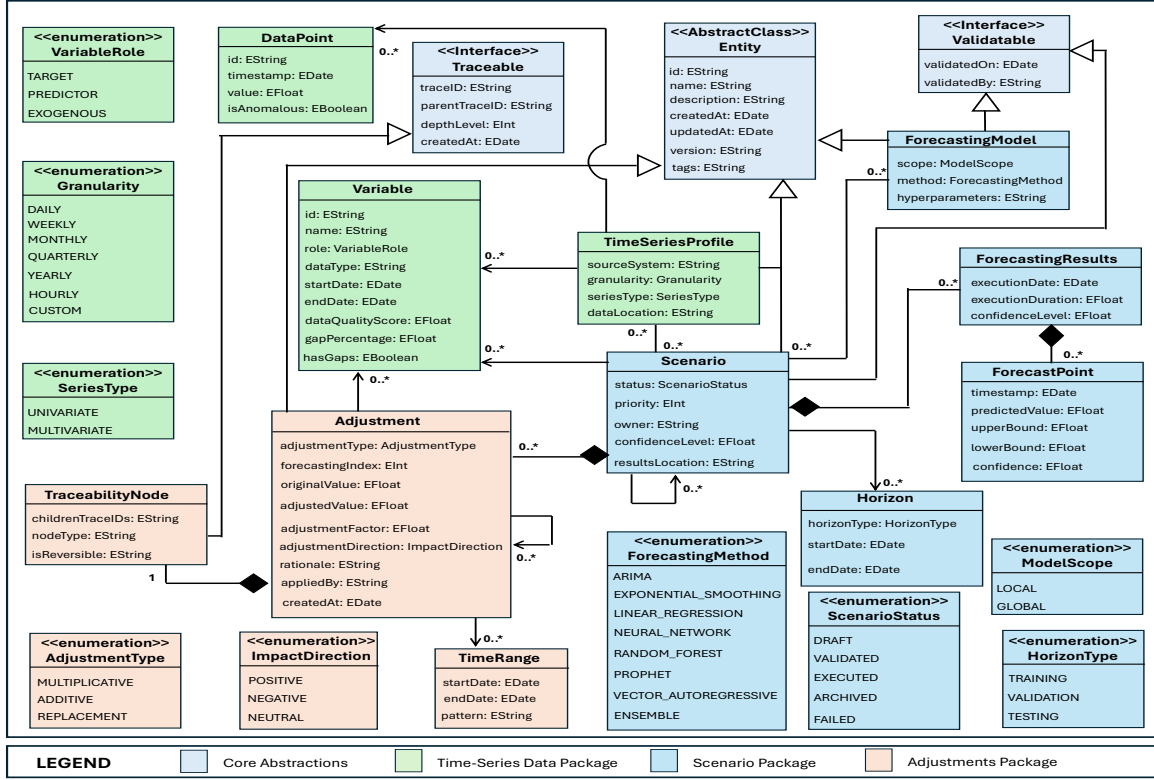 <<enumeration>>
VariableRole
TARGET
PREDICTOR
EXOGENOUS
DataPoint
id: EString
timestamp: EDate
value: EFloat
isAnomalous: EBoolean
0..*
<<Interface>>
Traceable
traceID: EString
parentTraceID: EString
depthLevel: EInt
createdAt: EDate
<<AbstractClass>>
Entity
id: EString
name: EString
description: EString
createdAt: EDate
updatedAt: EDate
version: EString
tags: EString
<<Interface>>
Validatable
validatedOn: EDate
validatedBy: EString
ForecastingModel
scope: ModelScope
method: ForecastingMethod
hyperparameters: EString
0..*
<<enumeration>>
Granularity
DAILY
WEEKLY
MONTHLY
QUARTERLY
YEARLY
HOURLY
CUSTOM
Variable
id: EString
name: EString
role: VariableRole
dataType: EString
startDate: EDate
endDate: EDate
dataQualityScore: EFloat
gapPercentage: EFloat
hasGaps: EBoolean
0..*
0..*
0..*
TimeSeriesProfile
sourceSystem: EString
granularity: Granularity
seriesType: SeriesType
dataLocation: EString
0..*
0..*
ForecastingResults
executionDate: EDate
executionDuration: EFloat
confidenceLevel: EFloat
0..*
0..*
ForecastPoint
timestamp: EDate
predictedValue: EFloat
upperBound: EFloat
lowerBound: EFloat
confidence: EFloat
<<enumeration>>
SeriesType
UNIVARIATE
MULTIVARIATE
Scenario
status: ScenarioStatus
priority: EInt
owner: EString
confidenceLevel: EFloat
resultsLocation: EString
0..*
0..*
Adjustment
adjustmentType: AdjustmentType
forecastingIndex: EInt
originalValue: EFloat
adjustedValue: EFloat
adjustmentFactor: EFloat
adjustmentDirection: ImpactDirection
rationale: EString
appliedBy: EString
createdAt: EDate
0..*
0..*
TraceabilityNode
childrenTraceIDs: EString
nodeType: EString
isReversible: EString
1
Horizon
horizonType: HorizonType
startDate: EDate
endDate: EDate
0..*
<<enumeration>>
ForecastingMethod
ARIMA
EXPONENTIAL_SMOOTHING
LINEAR_REGRESSION
NEURAL_NETWORK
RANDOM_FOREST
PROPHET
VECTOR_AUTOREGRESSIVE
ENSEMBLE
<<enumeration>>
ModelScope
LOCAL
GLOBAL
<<enumeration>>
ScenarioStatus
DRAFT
VALIDATED
EXECUTED
ARCHIVED
FAILED
<<enumeration>>
HorizonType
TRAINING
VALIDATION
TESTING
<<enumeration>>
AdjustmentType
MULTIPLICATIVE
ADDITIVE
REPLACEMENT
<<enumeration>>
ImpactDirection
POSITIVE
NEGATIVE
NEUTRAL
TimeRange
startDate: EDate
endDate: EDate
pattern: EString
LEGEND
Core Abstractions
Time-Series Data Package
Scenario Package
Adjustments Package